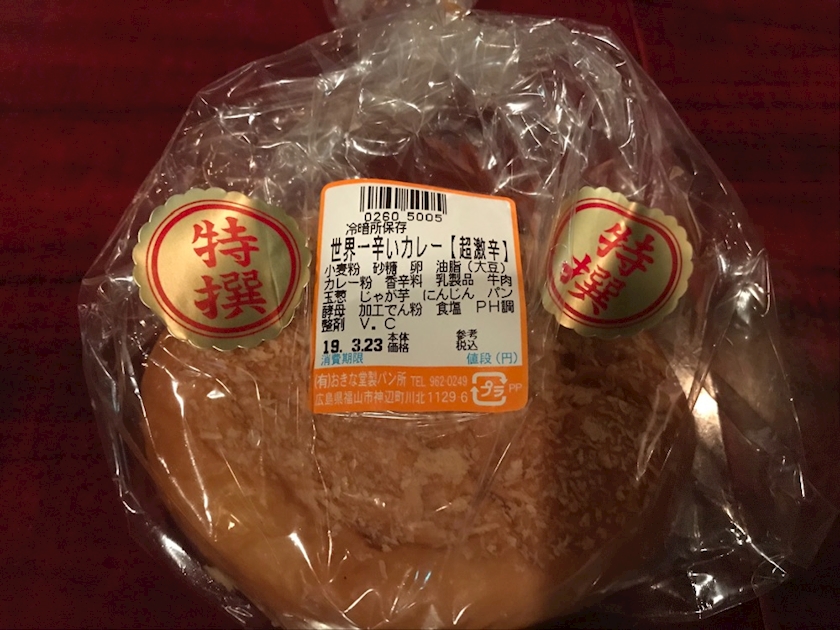 特撰
0260 5005
冷暗所保存
世界一辛いカレー【超激辛】
小麦粉 砂糖 卵 油脂(大豆)
カレー粉 香辛料 乳製品 牛肉
玉葱 じゃが芋 にんじん パン
酵母 加工でん粉 食塩 PH調
整剤 V.C
19. 3.23 本体価格 参考税込
消費期限 値段(円)
(有)おきな堂製パン所 TEL 962-0249
広島県福山市神辺町川北1129-6
プラ PP
特撰